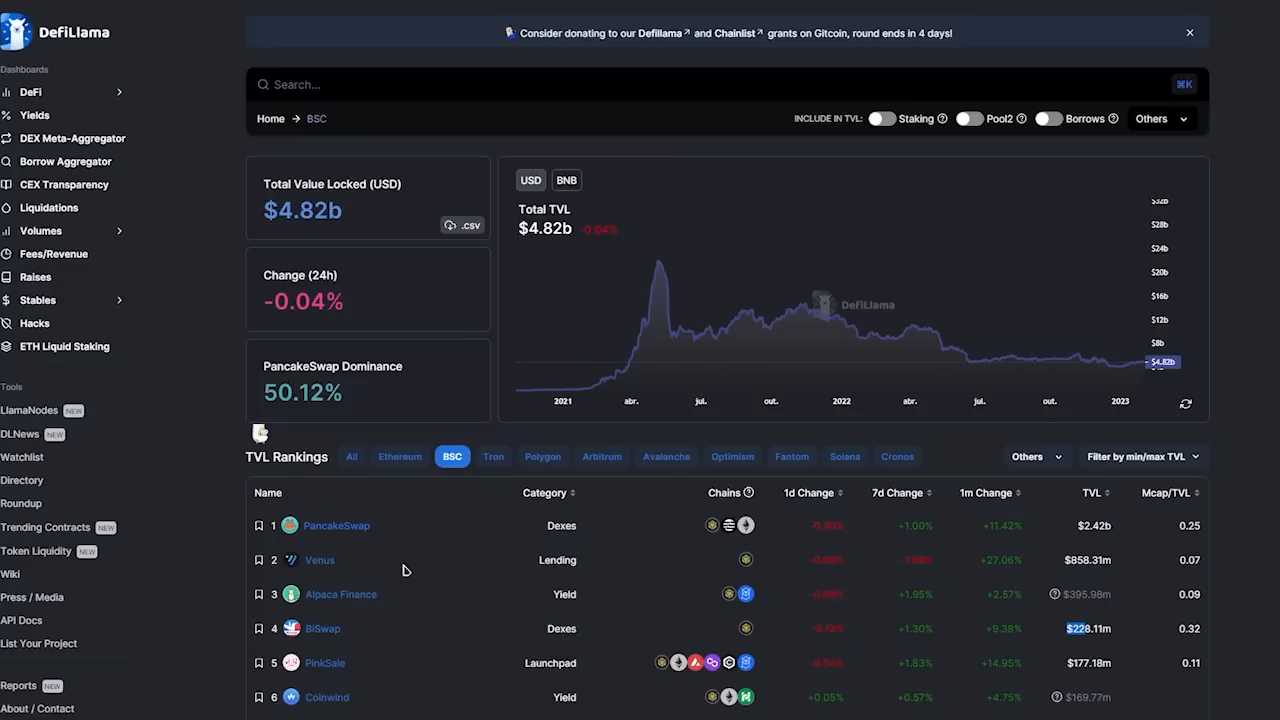 DefiLlama
Consider donating to our Defillama↗ and Chainlist↗ grants on Gitcoin, round ends in 4 days!
Dashboards
DeFi
Yields
DEX Meta-Aggregator
Borrow Aggregator
CEX Transparency
Liquidations
Volumes
Fees/Revenue
Raises
Stables
Hacks
ETH Liquid Staking
Tools
LlamaNodes NEW
DLNews NEW
Watchlist
Directory
Roundup
Trending Contracts NEW
Token Liquidity NEW
Wiki
Press / Media
API Docs
List Your Project
Reports NEW
About / Contact
Search... ⌘K
Home → BSC
INCLUDE IN TVL: Staking Pool2 Borrows Others
Total Value Locked (USD)
$4.82b
.csv
Change (24h)
-0.04%
PancakeSwap Dominance
50.12%
USD BNB
Total TVL
$4.82b -0.04%
DefiLlama
$32b
$28b
$24b
$20b
$16b
$12b
$8b
$4.82b
2021 abr. jul. out. 2022 abr. jul. out. 2023
TVL Rankings All Ethereum BSC Tron Polygon Arbitrum Avalanche Optimism Fantom Solana Cronos Others Filter by min/max TVL
Name Category Chains 1d Change 7d Change 1m Change TVL Mcap/TVL
1 PancakeSwap Dexes +1.00% +11.42% $2.42b 0.25
2 Venus Lending +27.06% $858.31m 0.07
3 Alpaca Finance Yield +1.95% +2.57% $395.98m 0.09
4 BiSwap Dexes +1.30% +9.38% $228.11m 0.32
5 PinkSale Launchpad +1.83% +14.95% $177.18m 0.11
6 Coinwind Yield +0.05% +0.57% +4.75% $169.77m